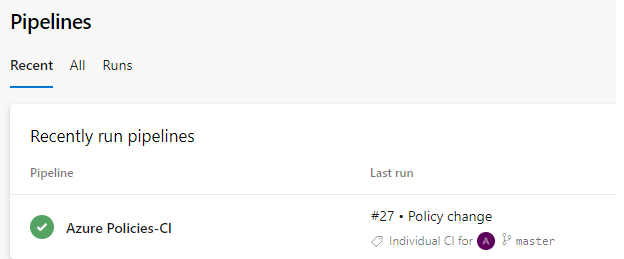 Pipelines
Recent All Runs
Recently run pipelines
Pipeline Last run
Azure Policies-CI
#27 • Policy change
Individual CI for A master